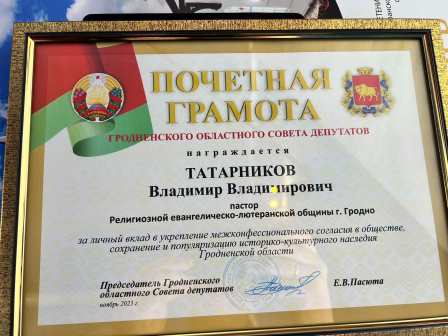 ПОЧЕТНАЯ
ГРАМОТА
ГРОДНЕНСКОГО ОБЛАСТНОГО СОВЕТА ДЕПУТАТОВ
награждается
ТАТАРНИКОВ
Владимир Владимирович
пастор
Религиозной евангелическо-лютеранской общины г. Гродно
за личный вклад в укрепление межконфессионального согласия в обществе,
сохранение и популяризацию историко-культурного наследия
Гродненской области
Председатель Гродненского
областного Совета депутатов
Е.В.Пасюта
ноябрь 2023 г.